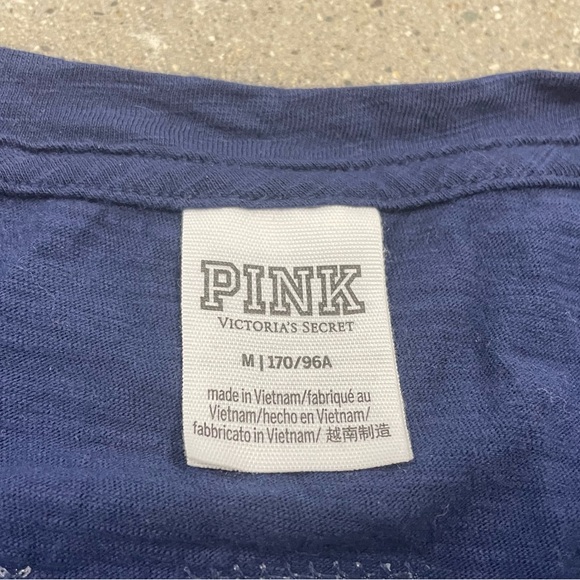 PINK
VICTORIA'S SECRET
M | 170/96A
made in Vietnam/fabriqué au
Vietnam/hecho en Vietnam/
fabbricato in Vietnam/ 越南制造